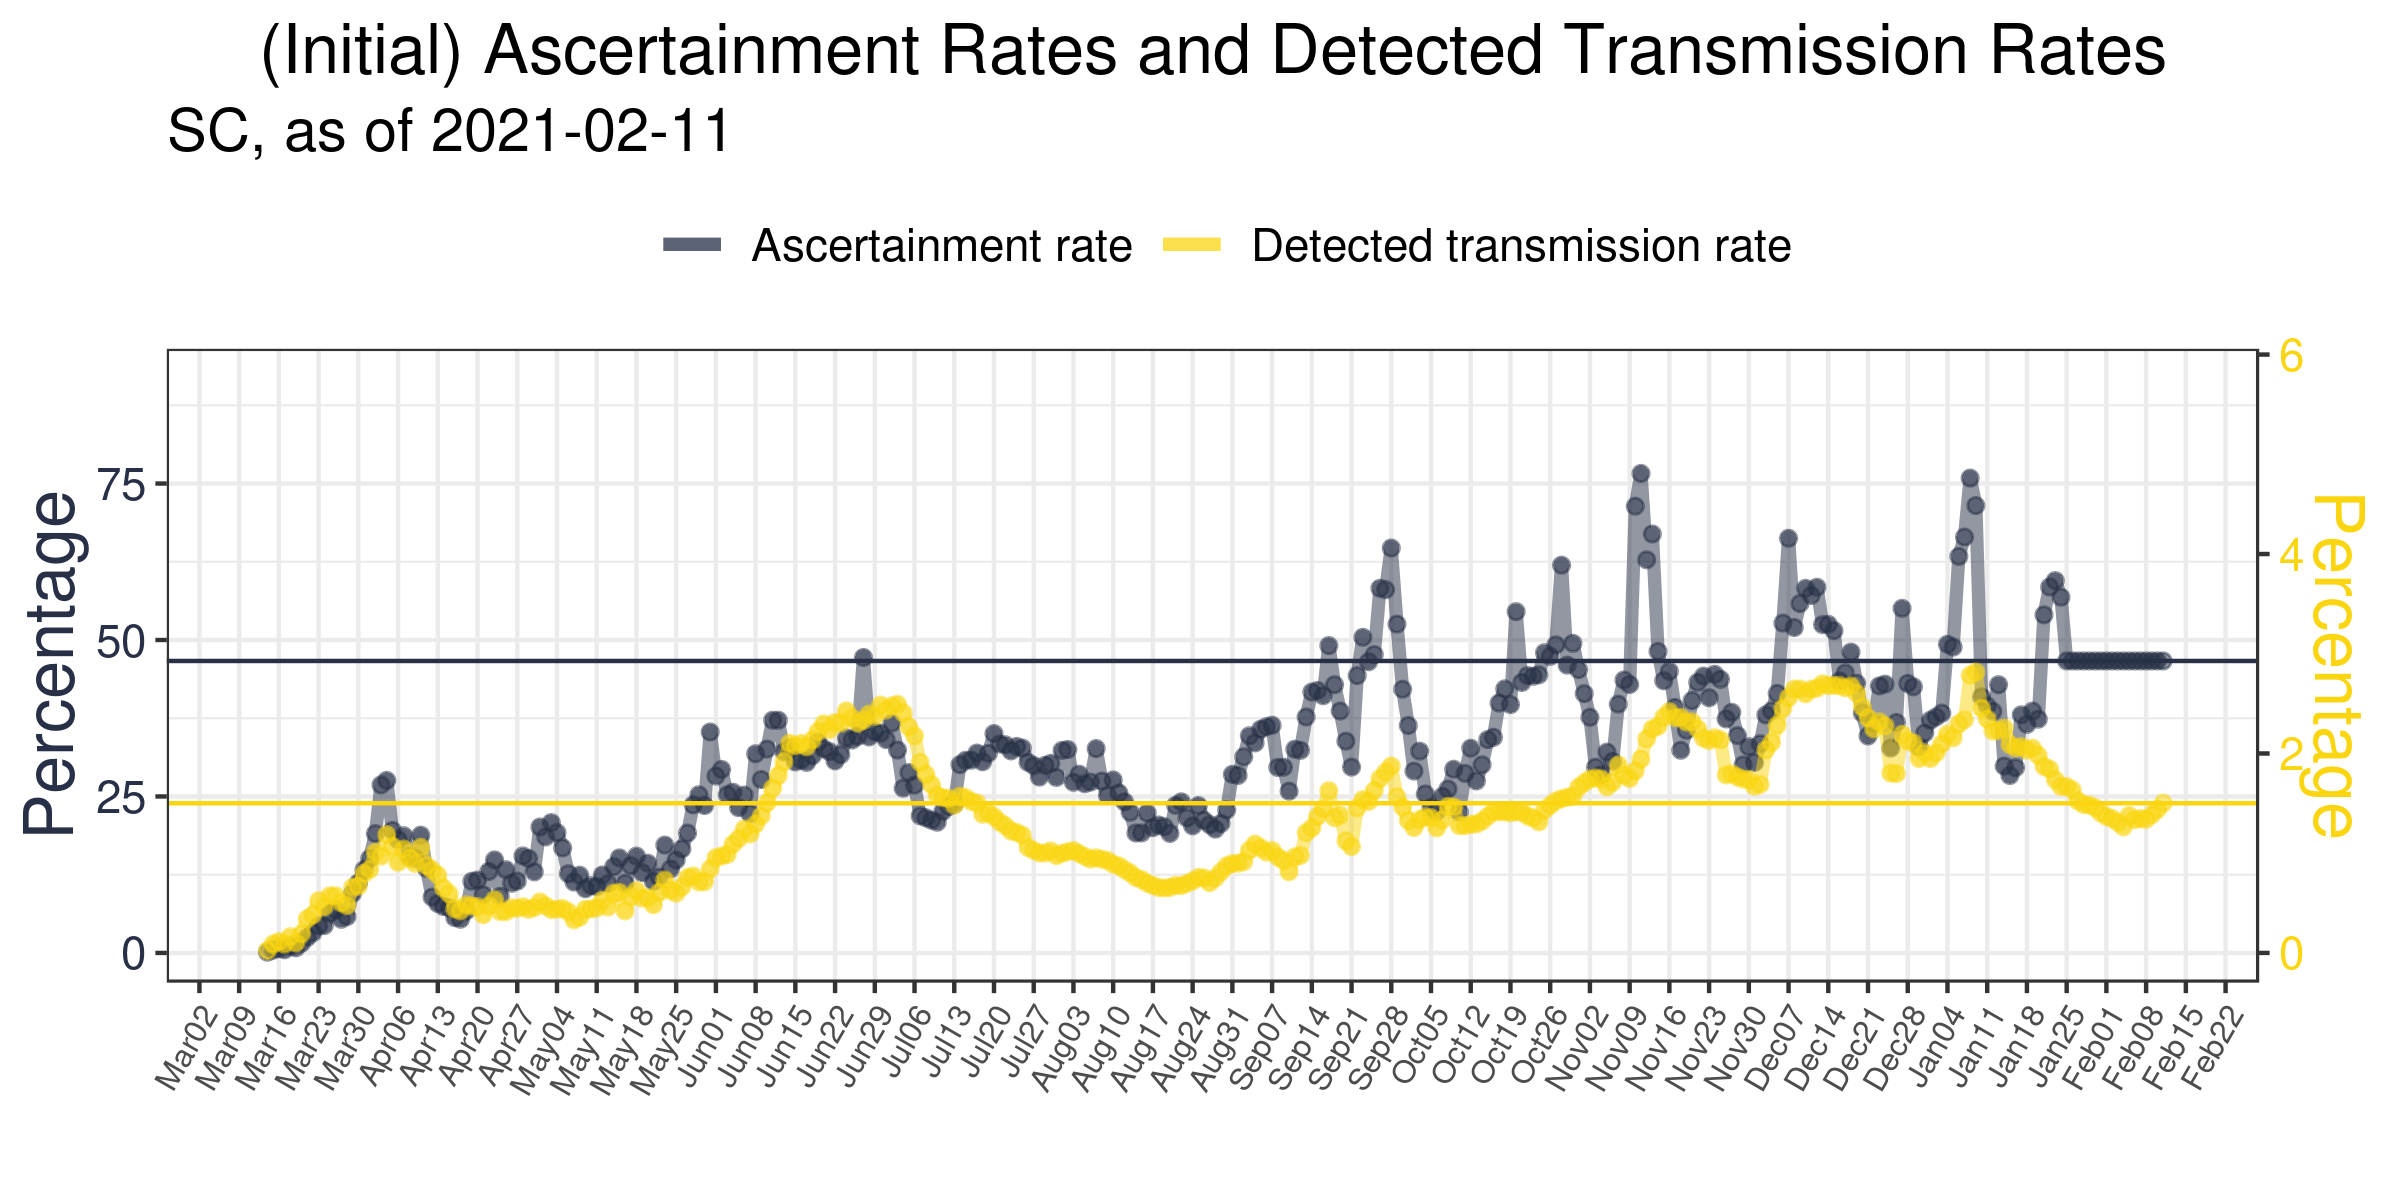 (Initial) Ascertainment Rates and Detected Transmission Rates
SC, as of 2021-02-11
Ascertainment rate
Detected transmission rate
Percentage
75
50
25
0
6
4
2
0
Percentage
Mar02
Mar09
Mar16
Mar23
Mar30
Apr06
Apr13
Apr20
Apr27
May04
May11
May18
May25
Jun01
Jun08
Jun15
Jun22
Jun29
Jul06
Jul13
Jul20
Jul27
Aug03
Aug10
Aug17
Aug24
Aug31
Sep07
Sep14
Sep21
Sep28
Oct05
Oct12
Oct19
Oct26
Nov02
Nov09
Nov16
Nov23
Nov30
Dec07
Dec14
Dec21
Dec28
Jan04
Jan11
Jan18
Jan25
Feb01
Feb08
Feb15
Feb22